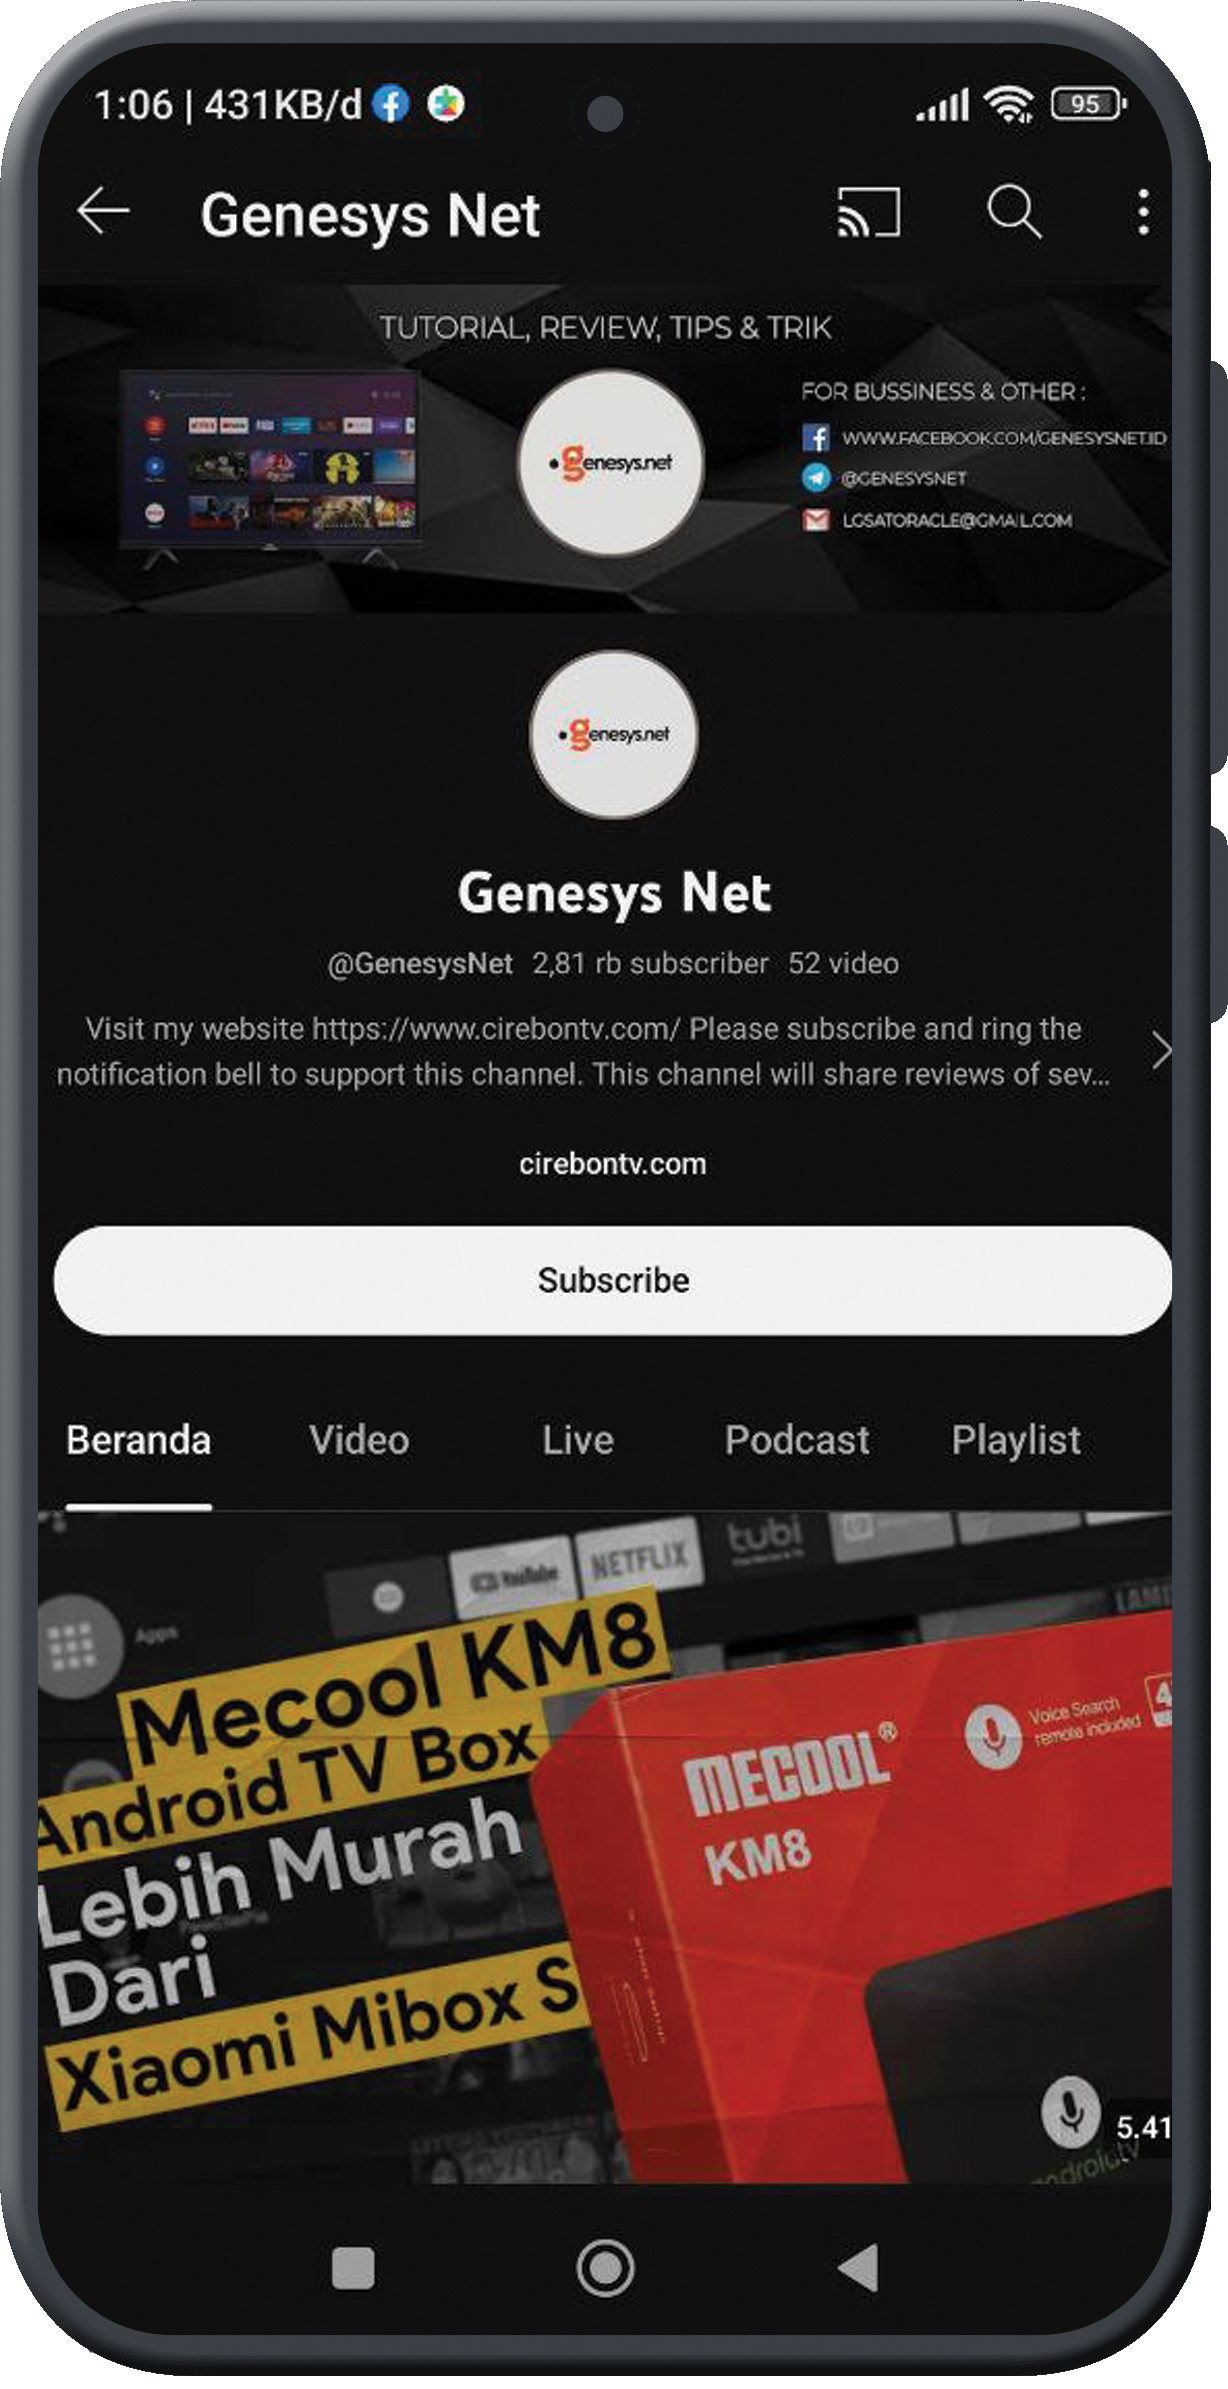 1:06 | 431KB/d
95
Genesys Net
TUTORIAL, REVIEW, TIPS & TRIK
genesys.net
FOR BUSSINESS & OTHER :
WWW.FACEBOOK.COM/GENESYSNET.ID
@GENESYSNET
LGSATORACLE@GMAIL.COM
genesys.net
Genesys Net
@GenesysNet 2,81 rb subscriber 52 video
Visit my website https://www.cirebontv.com/ Please subscribe and ring the
notification bell to support this channel. This channel will share reviews of sev...
cirebontv.com
Subscribe
Beranda Video Live Podcast Playlist
YouTube NETFLIX tubi
Apps
Mecool KM8
Android TV Box
Lebih Murah
Dari
Xiaomi Mibox S
MECOOL®
KM8
Voice Search
remote included
4
5.41
androidtv